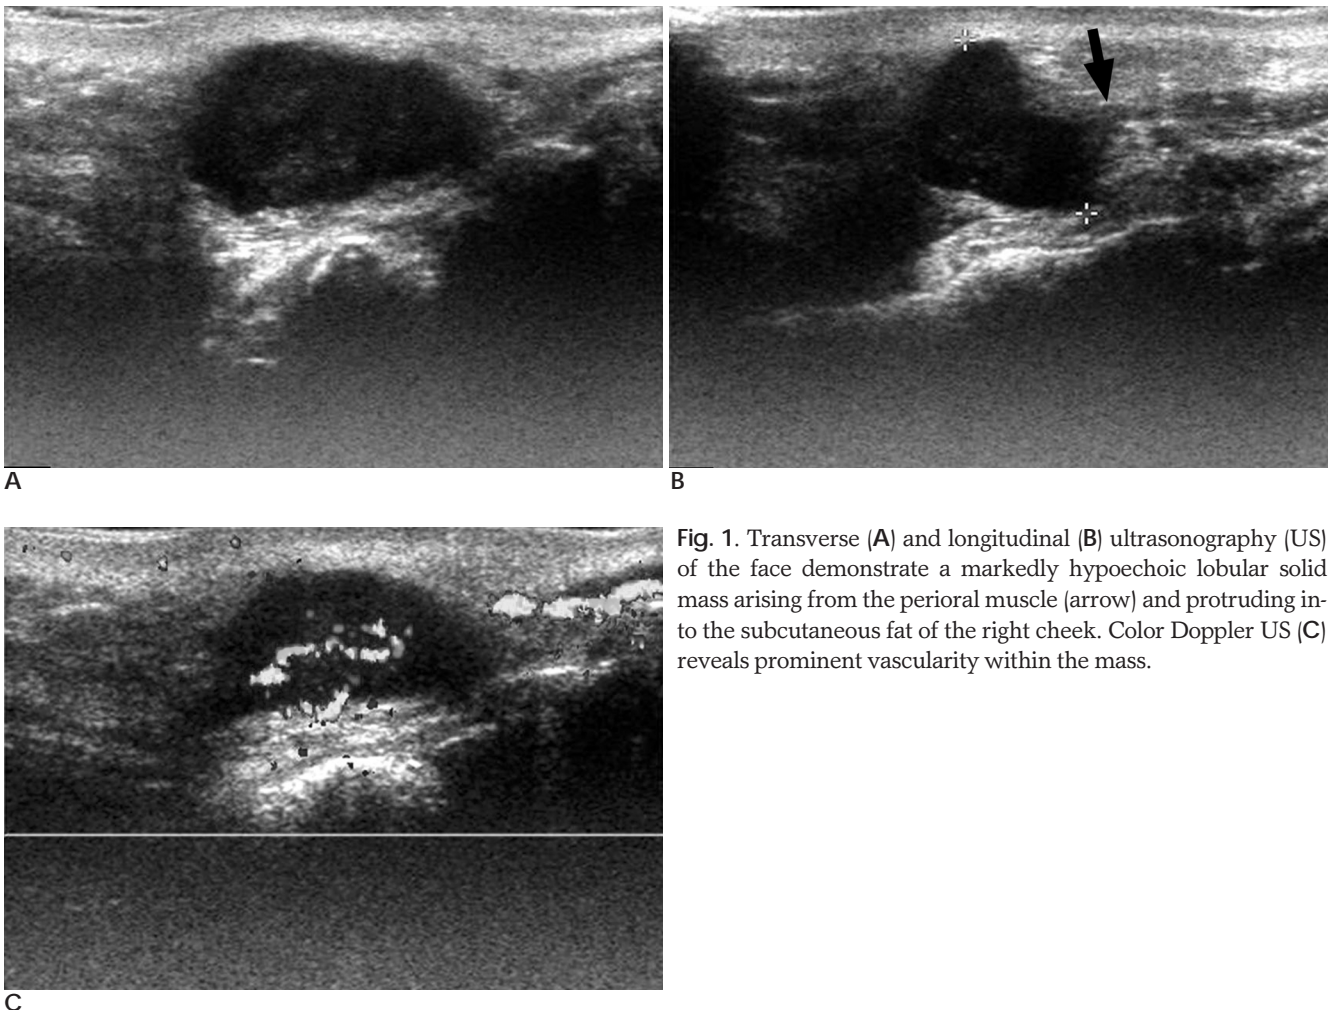 A
B
Fig. 1. Transverse (A) and longitudinal (B) ultrasonography (US)
of the face demonstrate a markedly hypoechoic lobular solid
mass arising from the perioral muscle (arrow) and protruding in-
to the subcutaneous fat of the right cheek. Color Doppler US (C)
reveals prominent vascularity within the mass.
C